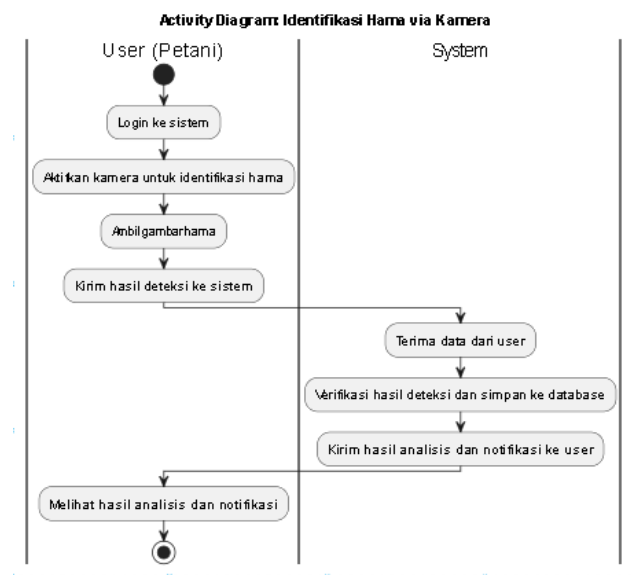 Activity Diagram: Identifikasi Hama via Kamera
User (Petani)
System
Login ke sistem
Aktifkan kamera untuk identifikasi hama
Ambil gambar hama
Kirim hasil deteksi ke sistem
Terima data dari user
Verifikasi hasil deteksi dan simpan ke database
Kirim hasil analisis dan notifikasi ke user
Melihat hasil analisis dan notifikasi